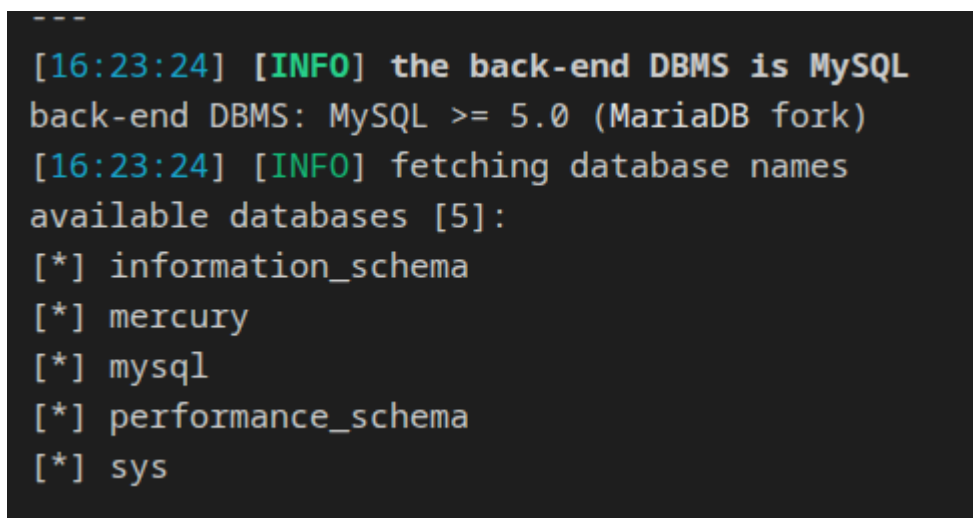 ---
[16:23:24] [INFO] the back-end DBMS is MySQL
back-end DBMS: MySQL >= 5.0 (MariaDB fork)
[16:23:24] [INFO] fetching database names
available databases [5]:
[*] information_schema
[*] mercury
[*] mysql
[*] performance_schema
[*] sys